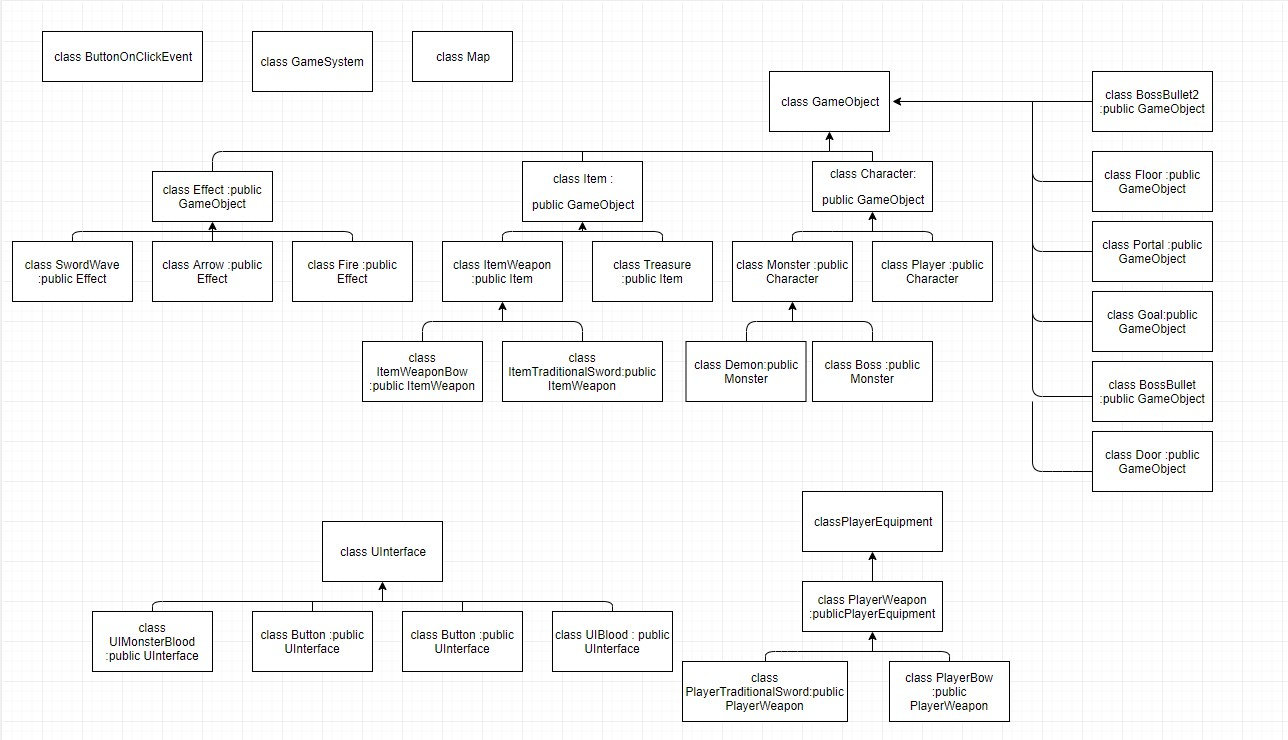 class ButtonOnClickEvent
class GameSystem
class Map
class GameObject
class BossBullet2
:public GameObject
class Effect :public
GameObject
class Item :
public GameObject
class Character:
public GameObject
class Floor :public
GameObject
class Portal :public
GameObject
class SwordWave
:public Effect
class Arrow :public
Effect
class Fire :public
Effect
class ItemWeapon
:public Item
class Treasure
:public Item
class Monster :public
Character
class Player :public
Character
class Goal:public
GameObject
class
ItemWeaponBow
:public ItemWeapon
class
ItemTraditionalSword:public
ItemWeapon
class Demon:public
Monster
class Boss :public
Monster
class BossBullet
:public GameObject
class Door :public
GameObject
classPlayerEquipment
class UInterface
class PlayerWeapon
:publicPlayerEquipment
class
UIMonsterBlood
:public UInterface
class Button :public
UInterface
class Button :public
UInterface
class UIBlood : public
UInterface
class
PlayerTraditionalSword:public
PlayerWeapon
class PlayerBow
:public
PlayerWeapon